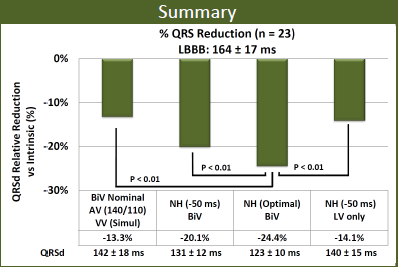 Summary
% QRS Reduction (n = 23)
LBBB: 164 ± 17 ms
QRSd Relative Reduction
vs Intrinsic (%)
0%
-10%
-20%
-30%
P < 0.01
P < 0.01
P < 0.01
BiV Nominal
AV (140/110)
VV (Simul)
NH (-50 ms)
BiV
NH (Optimal)
BiV
NH (-50 ms)
LV only
-13.3%
-20.1%
-24.4%
-14.1%
QRSd
142 ± 18 ms
131 ± 12 ms
123 ± 10 ms
140 ± 15 ms